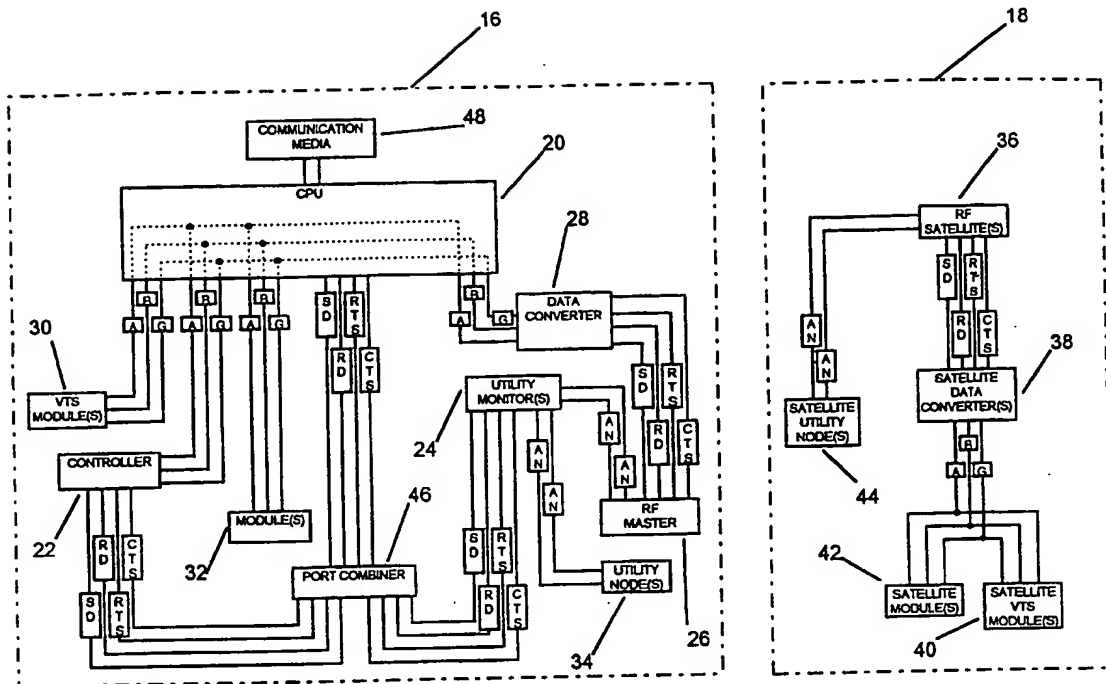 16
18
COMMUNICATION
MEDIA
48
20
CPU
36
RF
SATELLITE(S)
28
DATA
CONVERTER
A
B
G
A
B
G
A
B
G
SD
RD
RTS
CTS
A
B
G
30
VTS
MODULE(S)
24
UTILITY
MONITOR(S)
SD
RD
RTS
CTS
AN
AN
SD
RD
RTS
CTS
38
SATELLITE
DATA
CONVERTER(S)
CONTROLLER
22
MODULE(S)
32
46
AN
AN
AN
AN
RF
MASTER
SATELLITE
UTILITY
NODE(S)
44
A
B
G
SD
RD
RTS
CTS
PORT COMBINER
SD
RD
RTS
CTS
UTILITY
NODE(S)
34
26
42
SATELLITE
MODULE(S)
SATELLITE
VTS
MODULE(S)
40